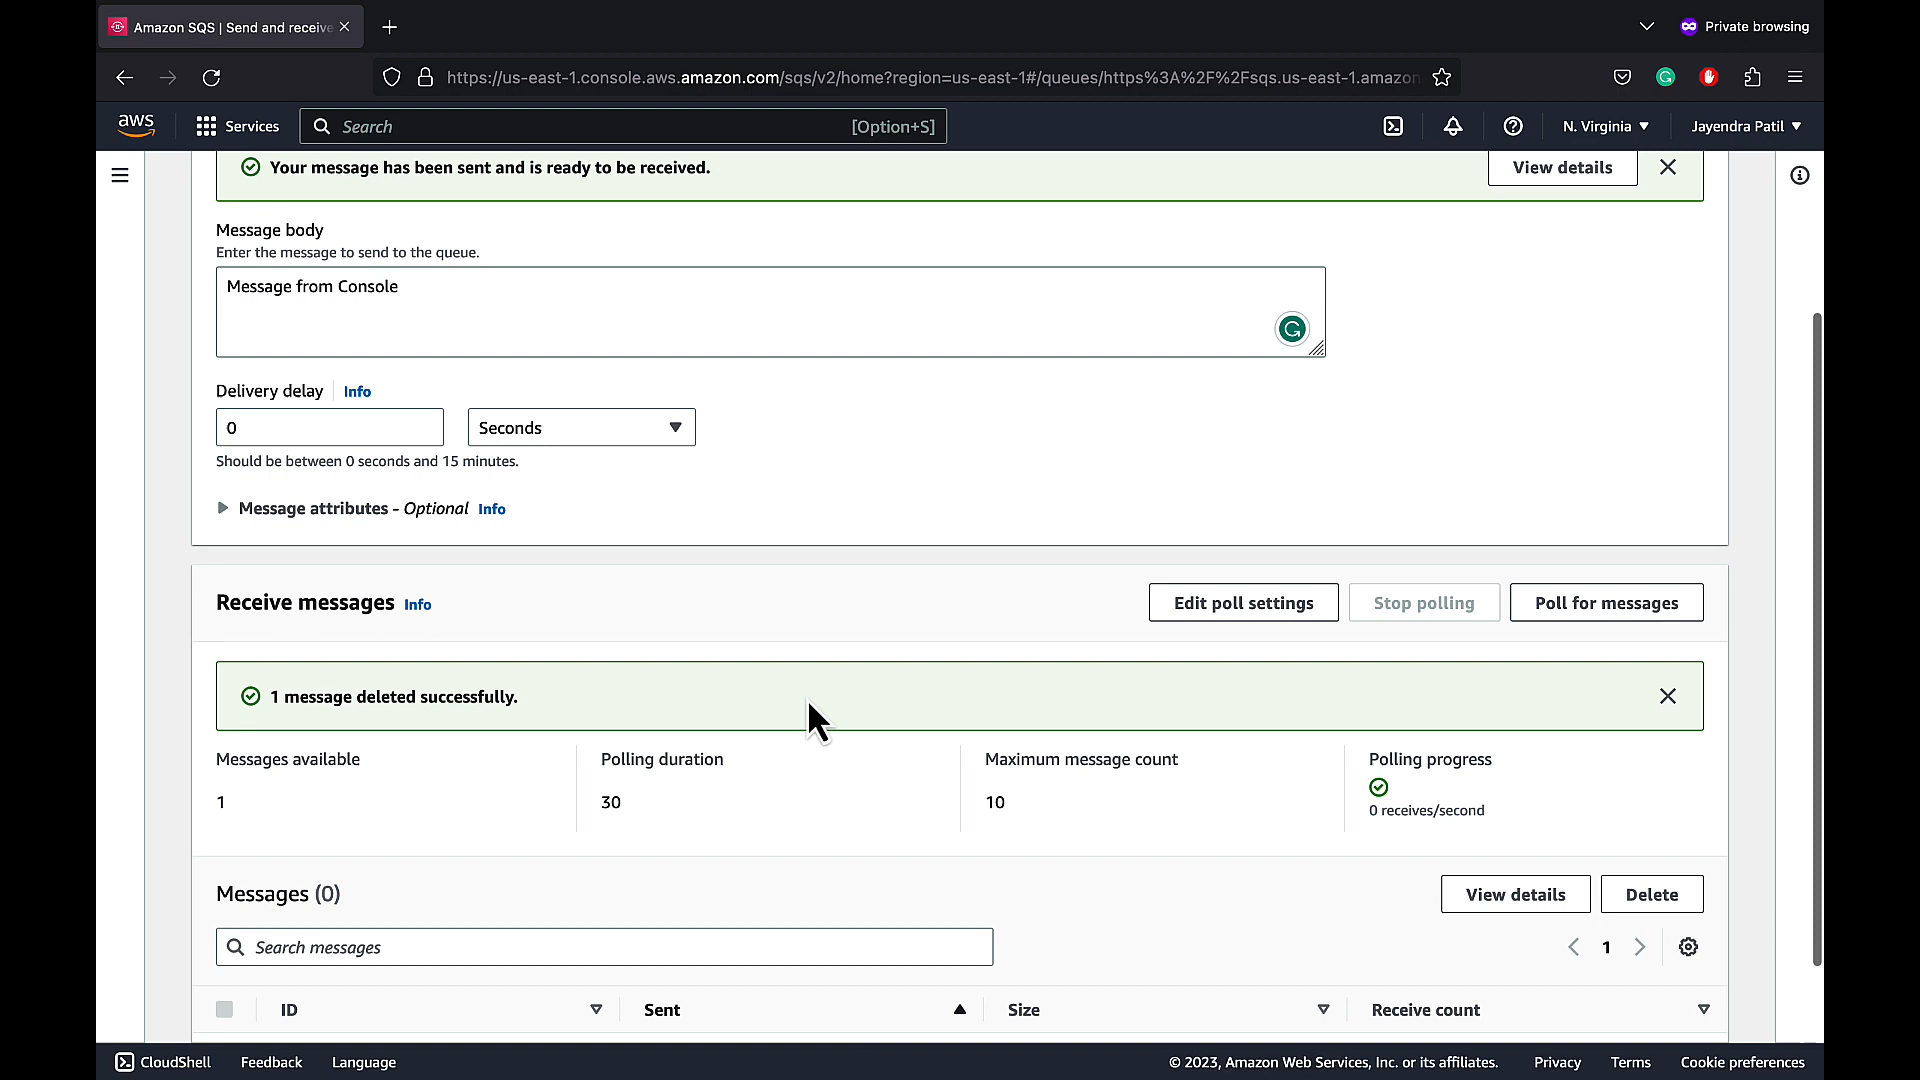 Amazon SQS | Send and receive
Private browsing
https://us-east-1.console.aws.amazon.com/sqs/v2/home?region=us-east-1#/queues/https%3A%2F%2Fsqs.us-east-1.amazon
aws Services Search [Option+S] N. Virginia Jayendra Patil
Your message has been sent and is ready to be received. View details
Message body
Enter the message to send to the queue.
Message from Console
Delivery delay Info
0 Seconds
Should be between 0 seconds and 15 minutes.
Message attributes - Optional Info
Receive messages Info Edit poll settings Stop polling Poll for messages
1 message deleted successfully.
Messages available Polling duration Maximum message count Polling progress
1 30 10
0 receives/second
Messages (0) View details Delete
Search messages 1
ID Sent Size Receive count
CloudShell Feedback Language © 2023, Amazon Web Services, Inc. or its affiliates. Privacy Terms Cookie preferences